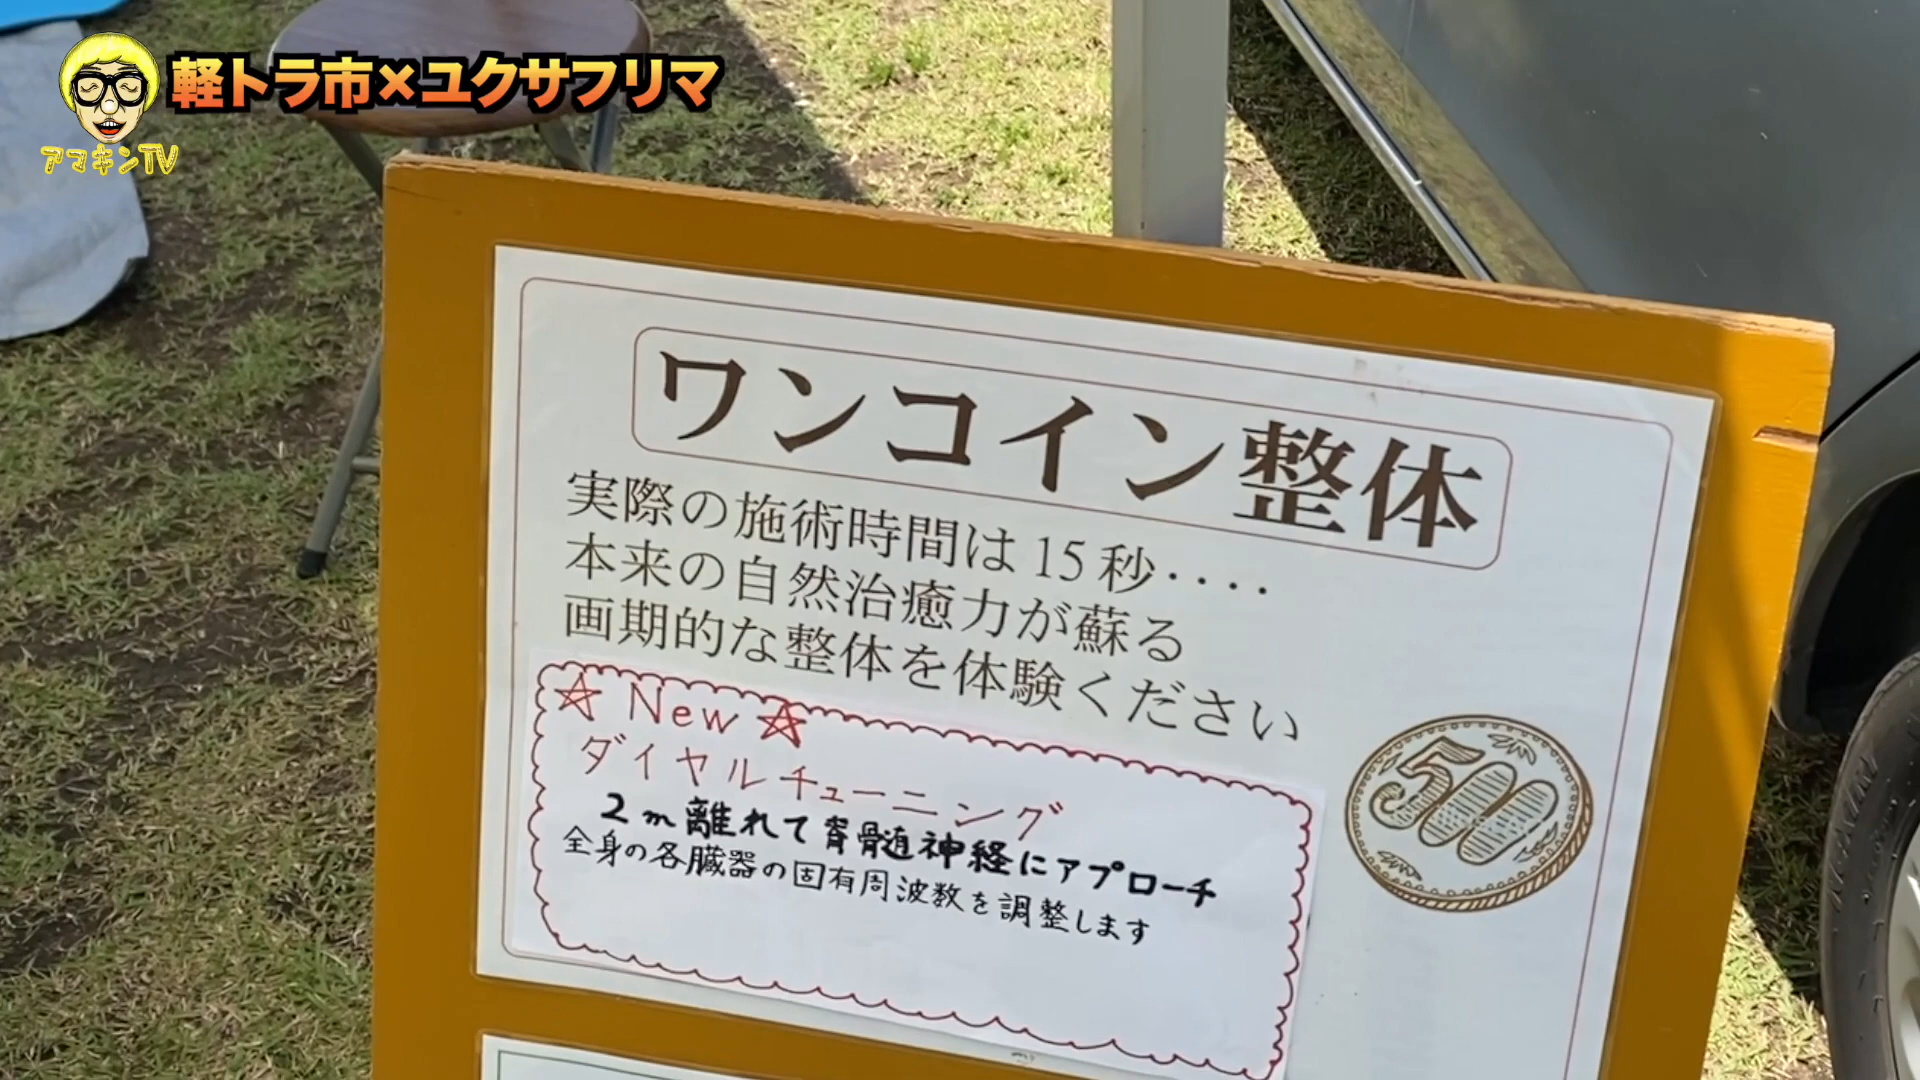 軽トラ市×ユクサフリマ
アマキンTV
ワンコイン整体
実際の施術時間は15秒‥‥
本来の自然治癒力が蘇る
画期的な整体を体験ください
☆ New ☆
ダイヤルチューニング
2m離れて脊髄神経にアプローチ
全身の各臓器の固有周波数を調整します
500